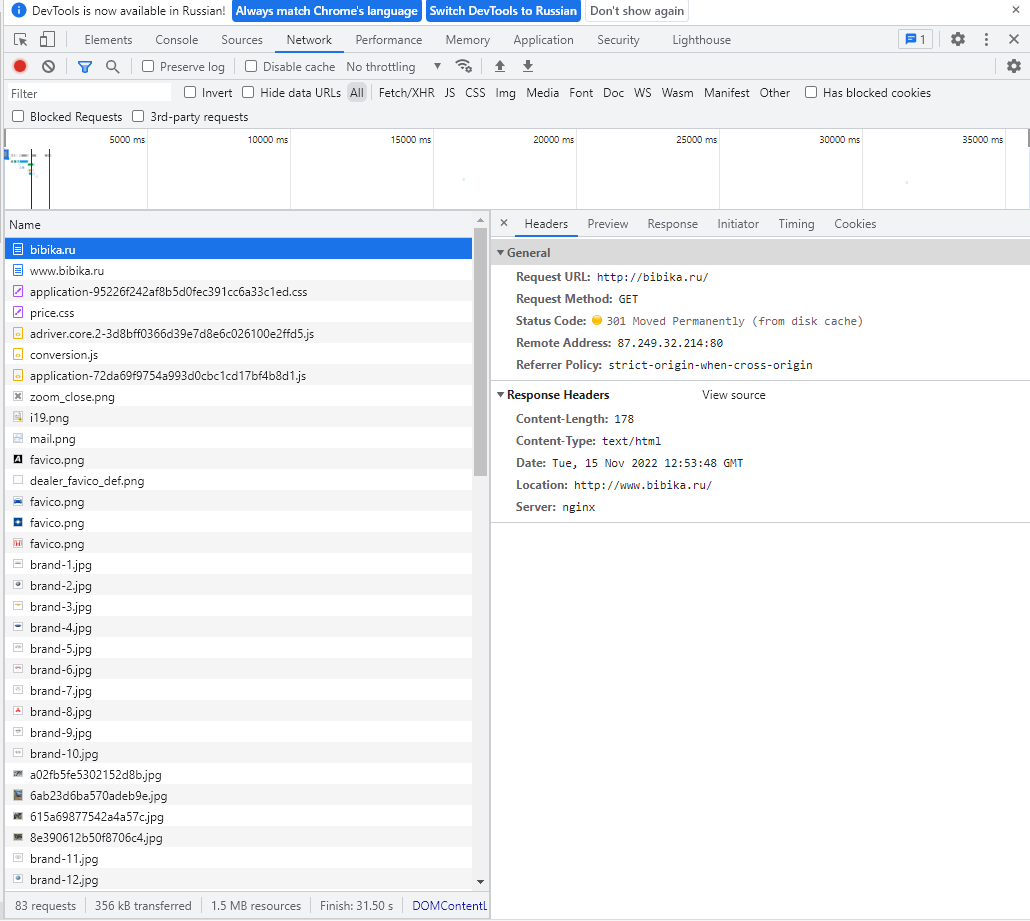 DevTools is now available in Russian! Always match Chrome's language Switch DevTools to Russian Don't show again
Elements Console Sources Network Performance Memory Application Security Lighthouse 1
Preserve log Disable cache No throttling
Filter Invert Hide data URLs All Fetch/XHR JS CSS Img Media Font Doc WS Wasm Manifest Other Has blocked cookies
Blocked Requests 3rd-party requests
5000 ms 10000 ms 15000 ms 20000 ms 25000 ms 30000 ms 35000 ms
Name
bibika.ru
www.bibika.ru
application-95226f242af8b5d0fec391cc6a33c1ed.css
price.css
adriver.core.2-3d8bff0366d39e7d8e6c026100e2ffd5.js
conversion.js
application-72da69f9754a993d0cbc1cd17bf4b8d1.js
zoom_close.png
i19.png
mail.png
favico.png
dealer_favico_def.png
favico.png
favico.png
favico.png
brand-1.jpg
brand-2.jpg
brand-3.jpg
brand-4.jpg
brand-5.jpg
brand-6.jpg
brand-7.jpg
brand-8.jpg
brand-9.jpg
brand-10.jpg
a02fb5fe5302152d8b.jpg
6ab23d6ba570adeb9e.jpg
615a69877542a4a57c.jpg
8e390612b50f8706c4.jpg
brand-11.jpg
brand-12.jpg
83 requests 356 kB transferred 1.5 MB resources Finish: 31.50 s DOMContentL
Headers Preview Response Initiator Timing Cookies
General
Request URL: http://bibika.ru/
Request Method: GET
Status Code: 301 Moved Permanently (from disk cache)
Remote Address: 87.249.32.214:80
Referrer Policy: strict-origin-when-cross-origin
Response Headers View source
Content-Length: 178
Content-Type: text/html
Date: Tue, 15 Nov 2022 12:53:48 GMT
Location: http://www.bibika.ru/
Server: nginx